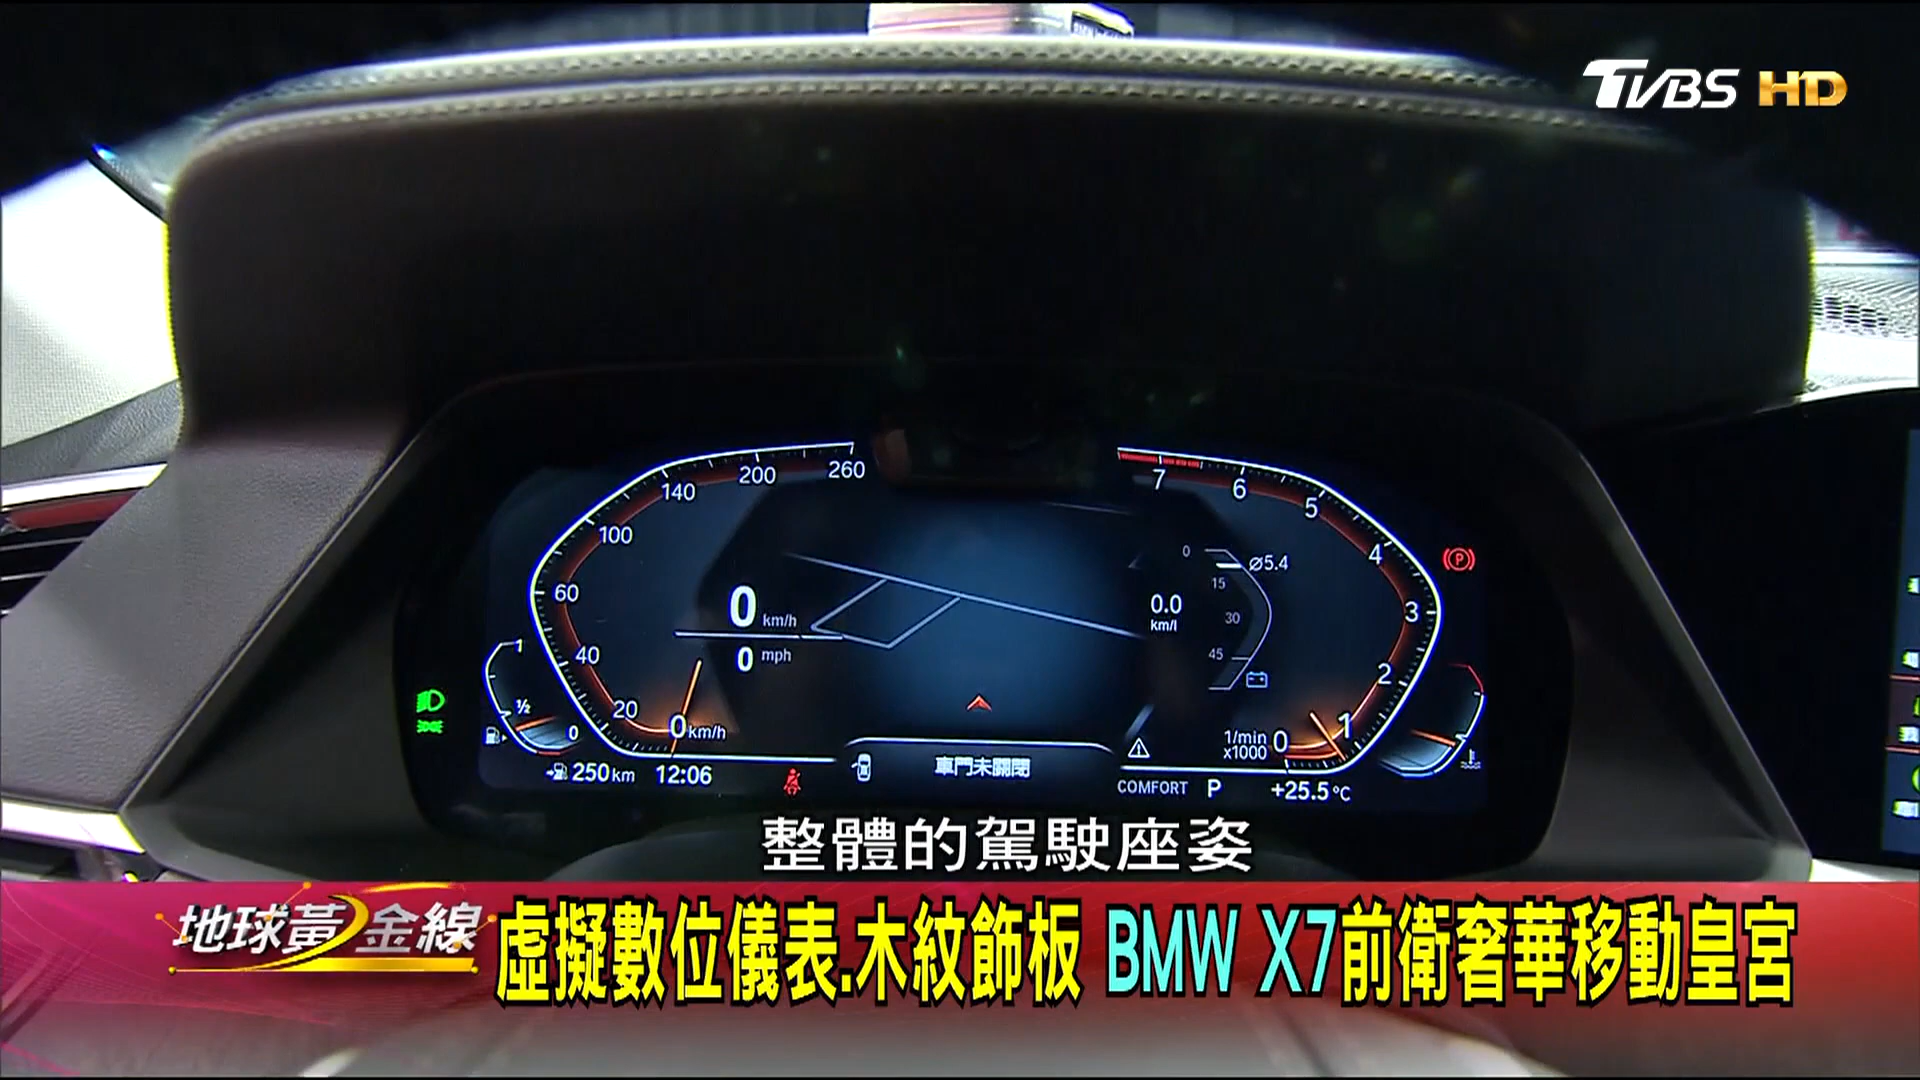 TVBS HD
260
200
140
100
60
40
20
0 km/h
7
6
5
4
3
2
1
0
1/min
x1000
0 km/h
0 mph
0.0
km/l
0
15
30
45
⌀5.4
(P)
1
½
0
250 km
12:06
車門未關閉
COMFORT P
+25.5 °C
整體的駕駛座姿
地球黃金線
虛擬數位儀表.木紋飾板 BMW X7前衛奢華移動皇宮